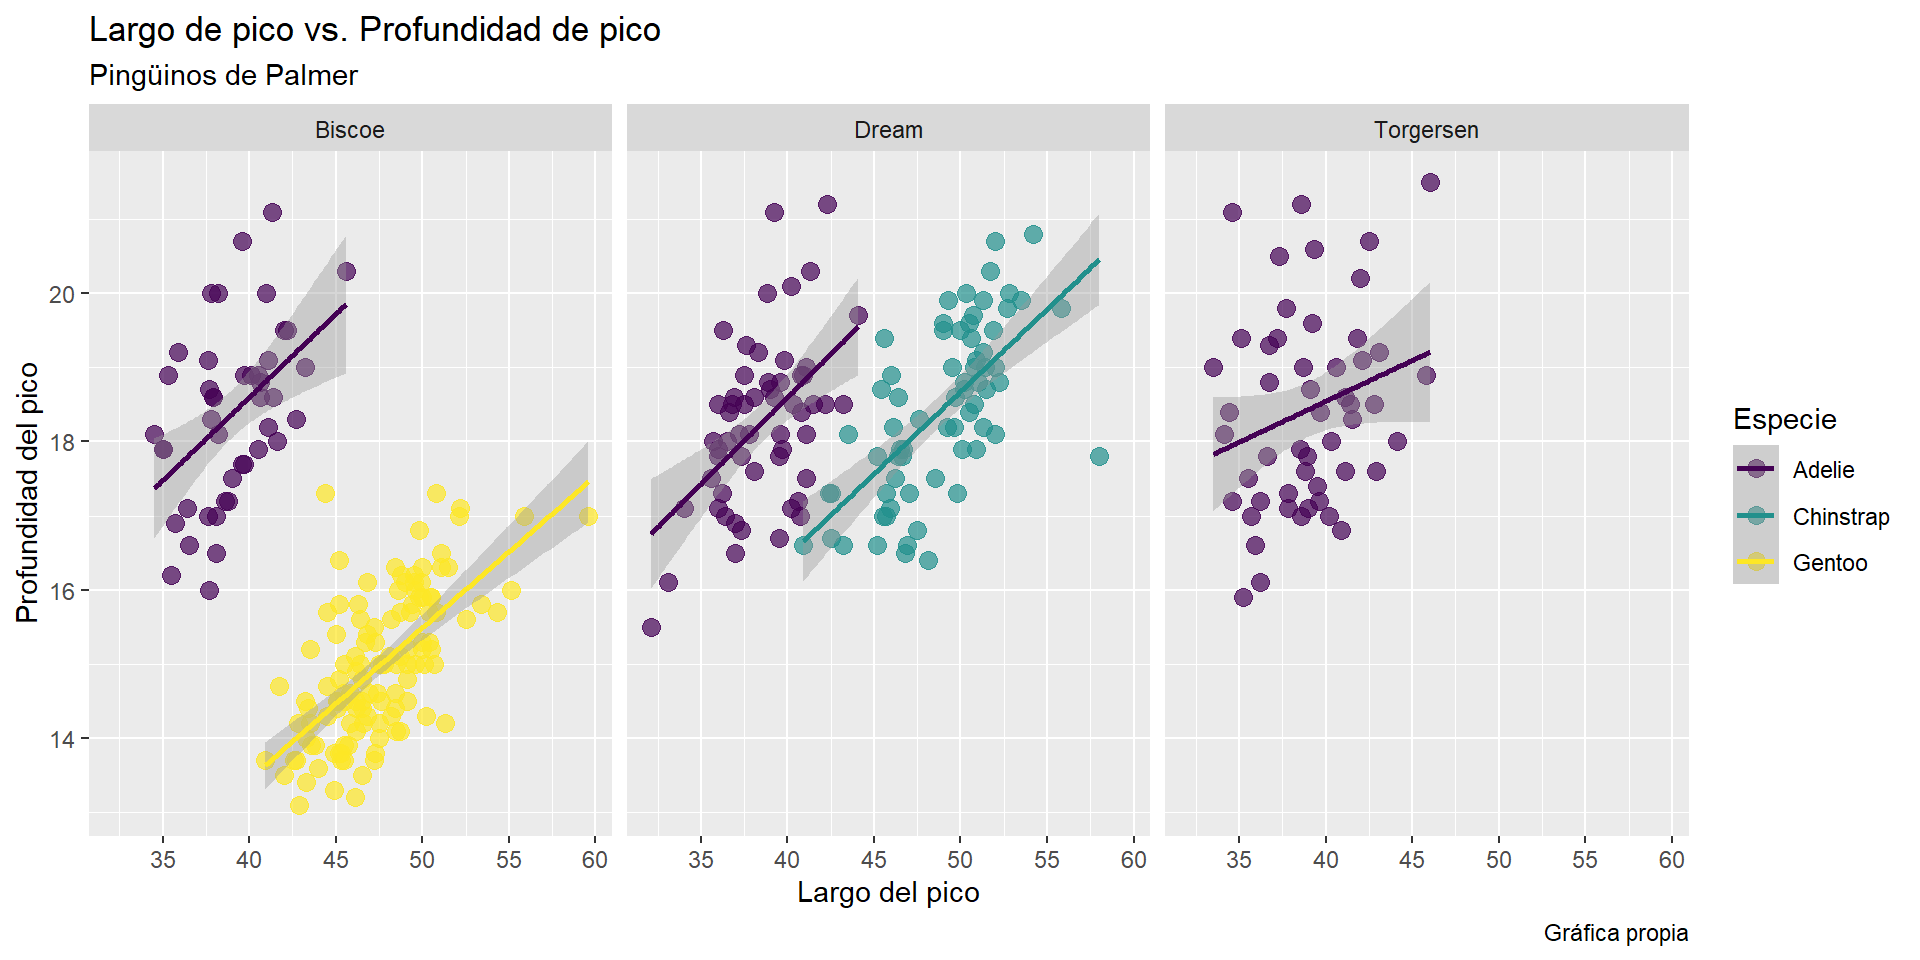 Largo de pico vs. Profundidad de pico
Pingüinos de Palmer
Biscoe
Dream
Torgersen
Profundidad del pico
20
18
16
14
35 40 45 50 55 60
35 40 45 50 55 60
35 40 45 50 55 60
Largo del pico
Especie
Adelie
Chinstrap
Gentoo
Gráfica propia